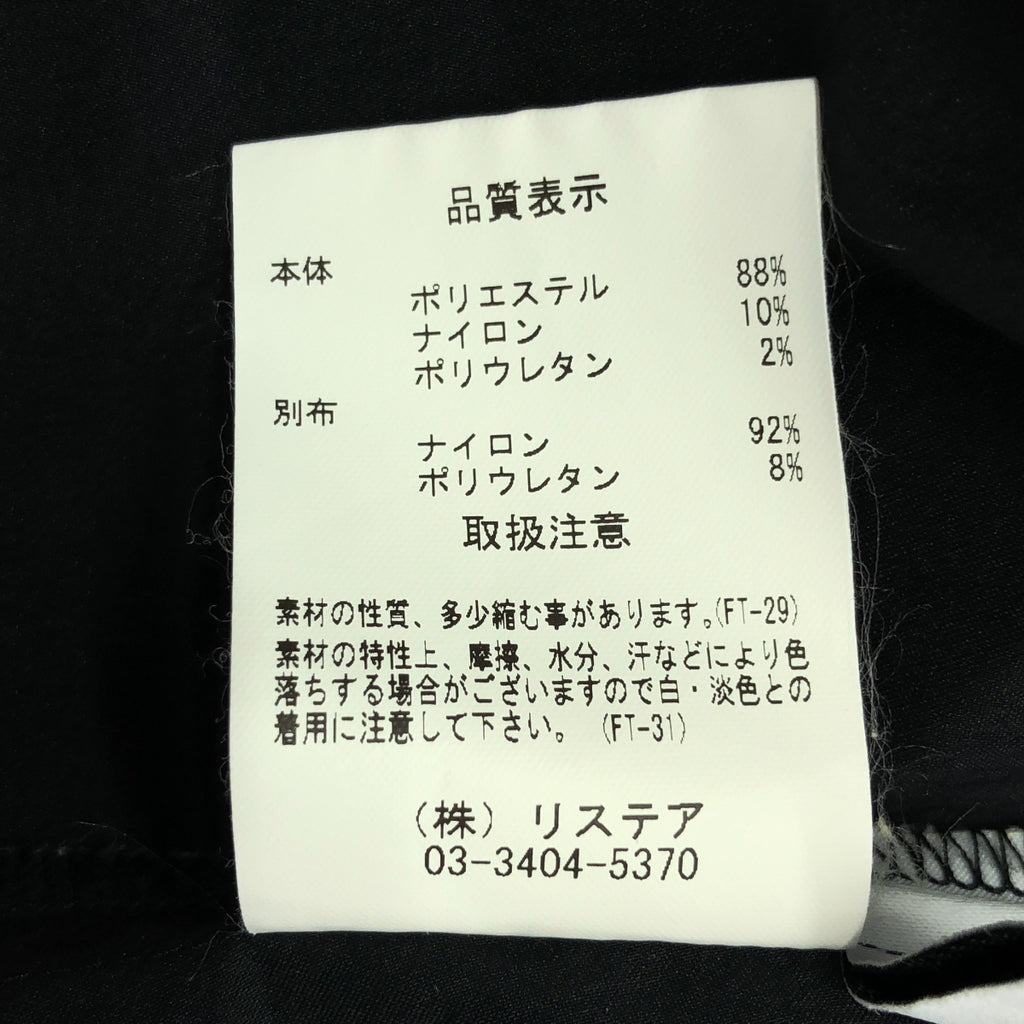 品質表示
本体
ポリエステル 88%
ナイロン 10%
ポリウレタン 2%
別布
ナイロン 92%
ポリウレタン 8%
取扱注意
素材の性質、多少縮む事があります。(FT-29)
素材の特性上、摩擦、水分、汗などにより色
落ちする場合がございますので白・淡色との
着用に注意して下さい。 (FT-31)
(株) リステア
03-3404-5370